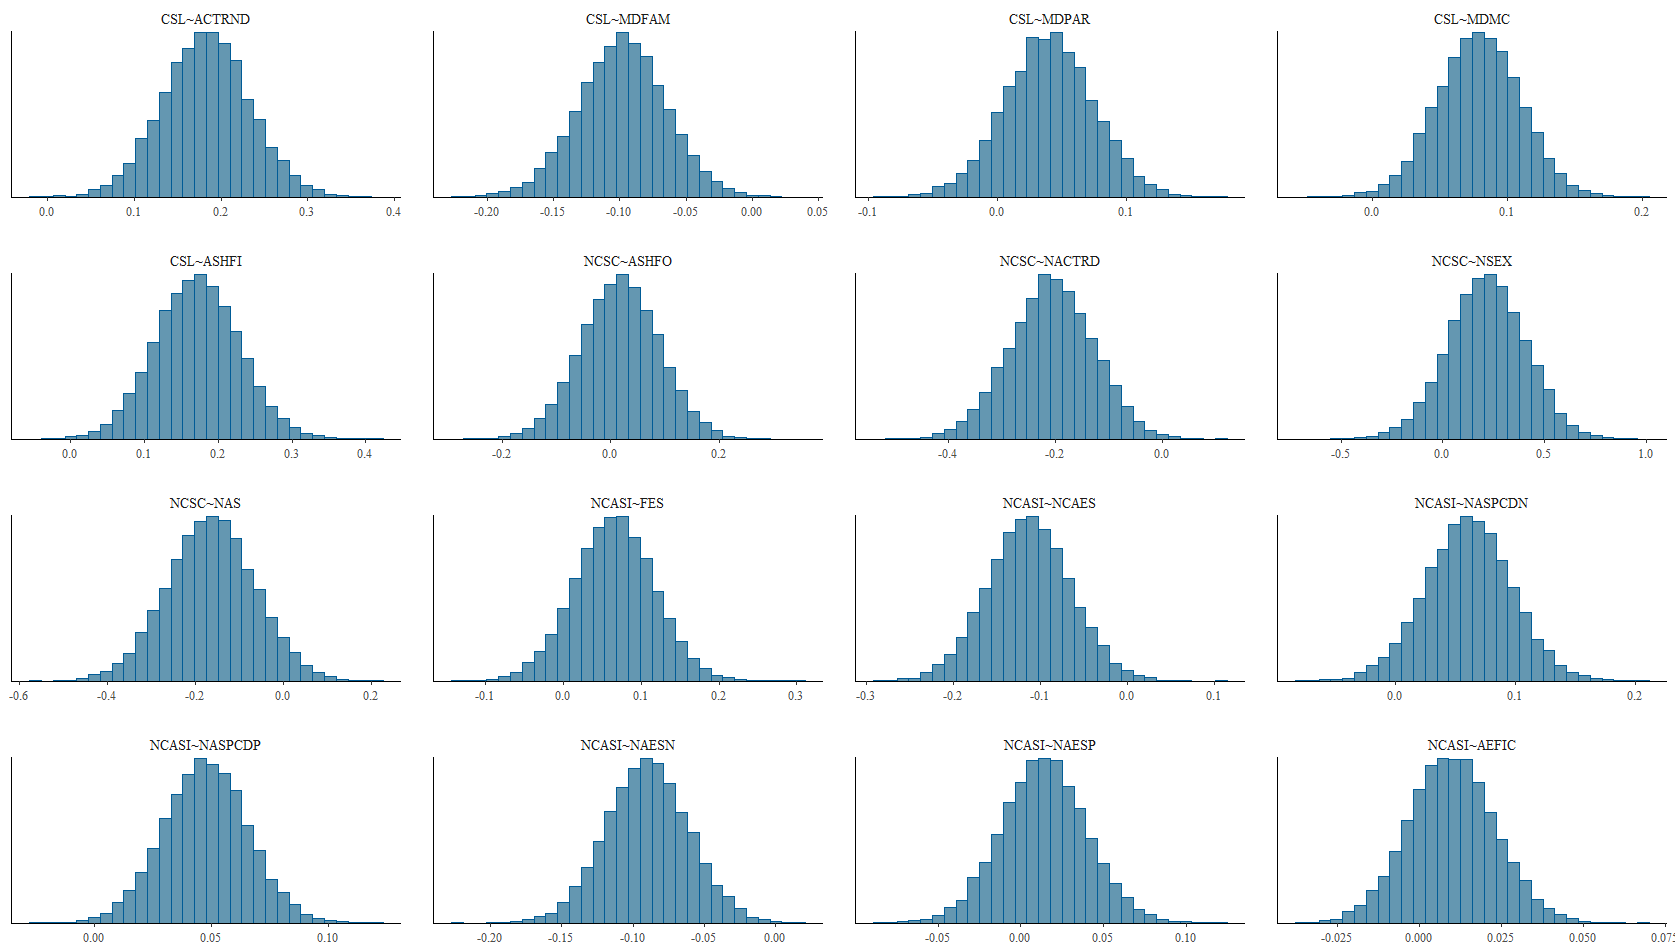 CSL~ACTRND CSL~MDFAM CSL~MDPAR CSL~MDMC
0.0 0.1 0.2 0.3 0.4 -0.20 -0.15 -0.10 -0.05 0.00 0.05 -0.1 0.0 0.1 0.0 0.1 0.2
CSL~ASHFI NCSC~ASHFO NCSC~NACTRD NCSC~NSEX
0.0 0.1 0.2 0.3 0.4 -0.2 0.0 0.2 -0.4 -0.2 0.0 -0.5 0.0 0.5 1.0
NCSC~NAS NCASI~FES NCASI~NCAES NCASI~NASPCDN
-0.6 -0.4 -0.2 0.0 0.2 -0.1 0.0 0.1 0.2 0.3 -0.3 -0.2 -0.1 0.0 0.1 0.0 0.1 0.2
NCASI~NASPCDP NCASI~NAESN NCASI~NAESP NCASI~AEFIC
0.00 0.05 0.10 -0.20 -0.15 -0.10 -0.05 0.00 -0.05 0.00 0.05 0.10 -0.025 0.000 0.025 0.050 0.075